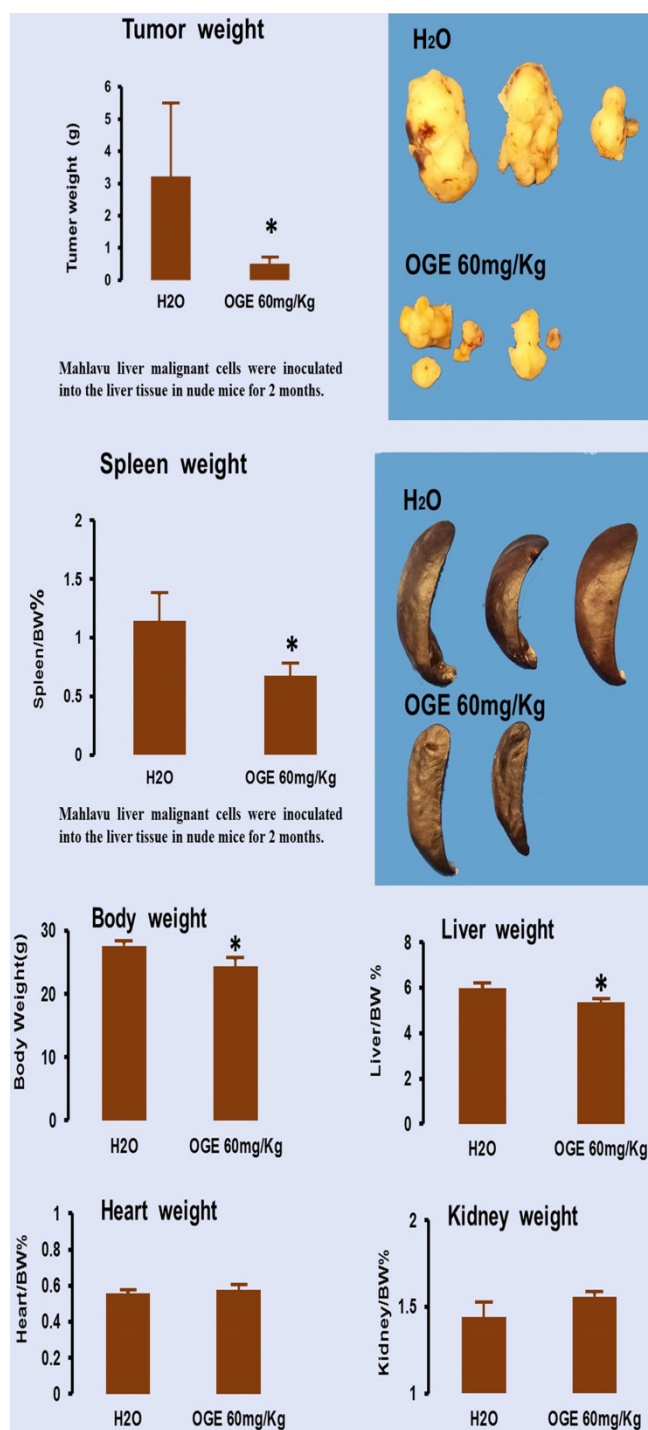 Tumor weight
Tumer weight (g)
6
5
4
3
2
1
0
*
H2O
OGE 60mg/Kg
Mahlavu liver malignant cells were inoculated
into the liver tissue in nude mice for 2 months.
H₂O
OGE 60mg/Kg
Spleen weight
Spleen/BW%
2
1.5
1
0.5
0
*
H2O
OGE 60mg/Kg
Mahlavu liver malignant cells were inoculated
into the liver tissue in nude mice for 2 months.
H₂O
OGE 60mg/Kg
Body weight
Body Weight(g)
30
20
10
0
*
H2O
OGE 60mg/Kg
Liver weight
Liver/BW %
8
6
4
2
0
*
H2O
OGE 60mg/Kg
Heart weight
Heart/BW%
1
0.8
0.6
0.4
0.2
0
H2O
OGE 60mg/Kg
Kidney weight
Kidney/BW%
2
1.5
1
H2O
OGE 60mg/Kg